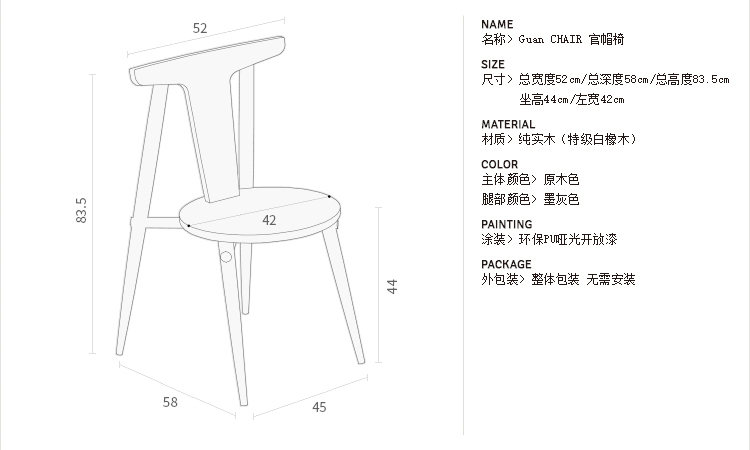 52
83.5
42
44
58
45
NAME
名称> Guan CHAIR 官帽椅
SIZE
尺寸> 总宽度52cm/总深度58cm/总高度83.5cm
坐高44cm/左宽42cm
MATERIAL
材质> 纯实木（特级白橡木）
COLOR
主体颜色> 原木色
腿部颜色> 墨灰色
PAINTING
涂装> 环保PU哑光开放漆
PACKAGE
外包装> 整体包装 无需安装